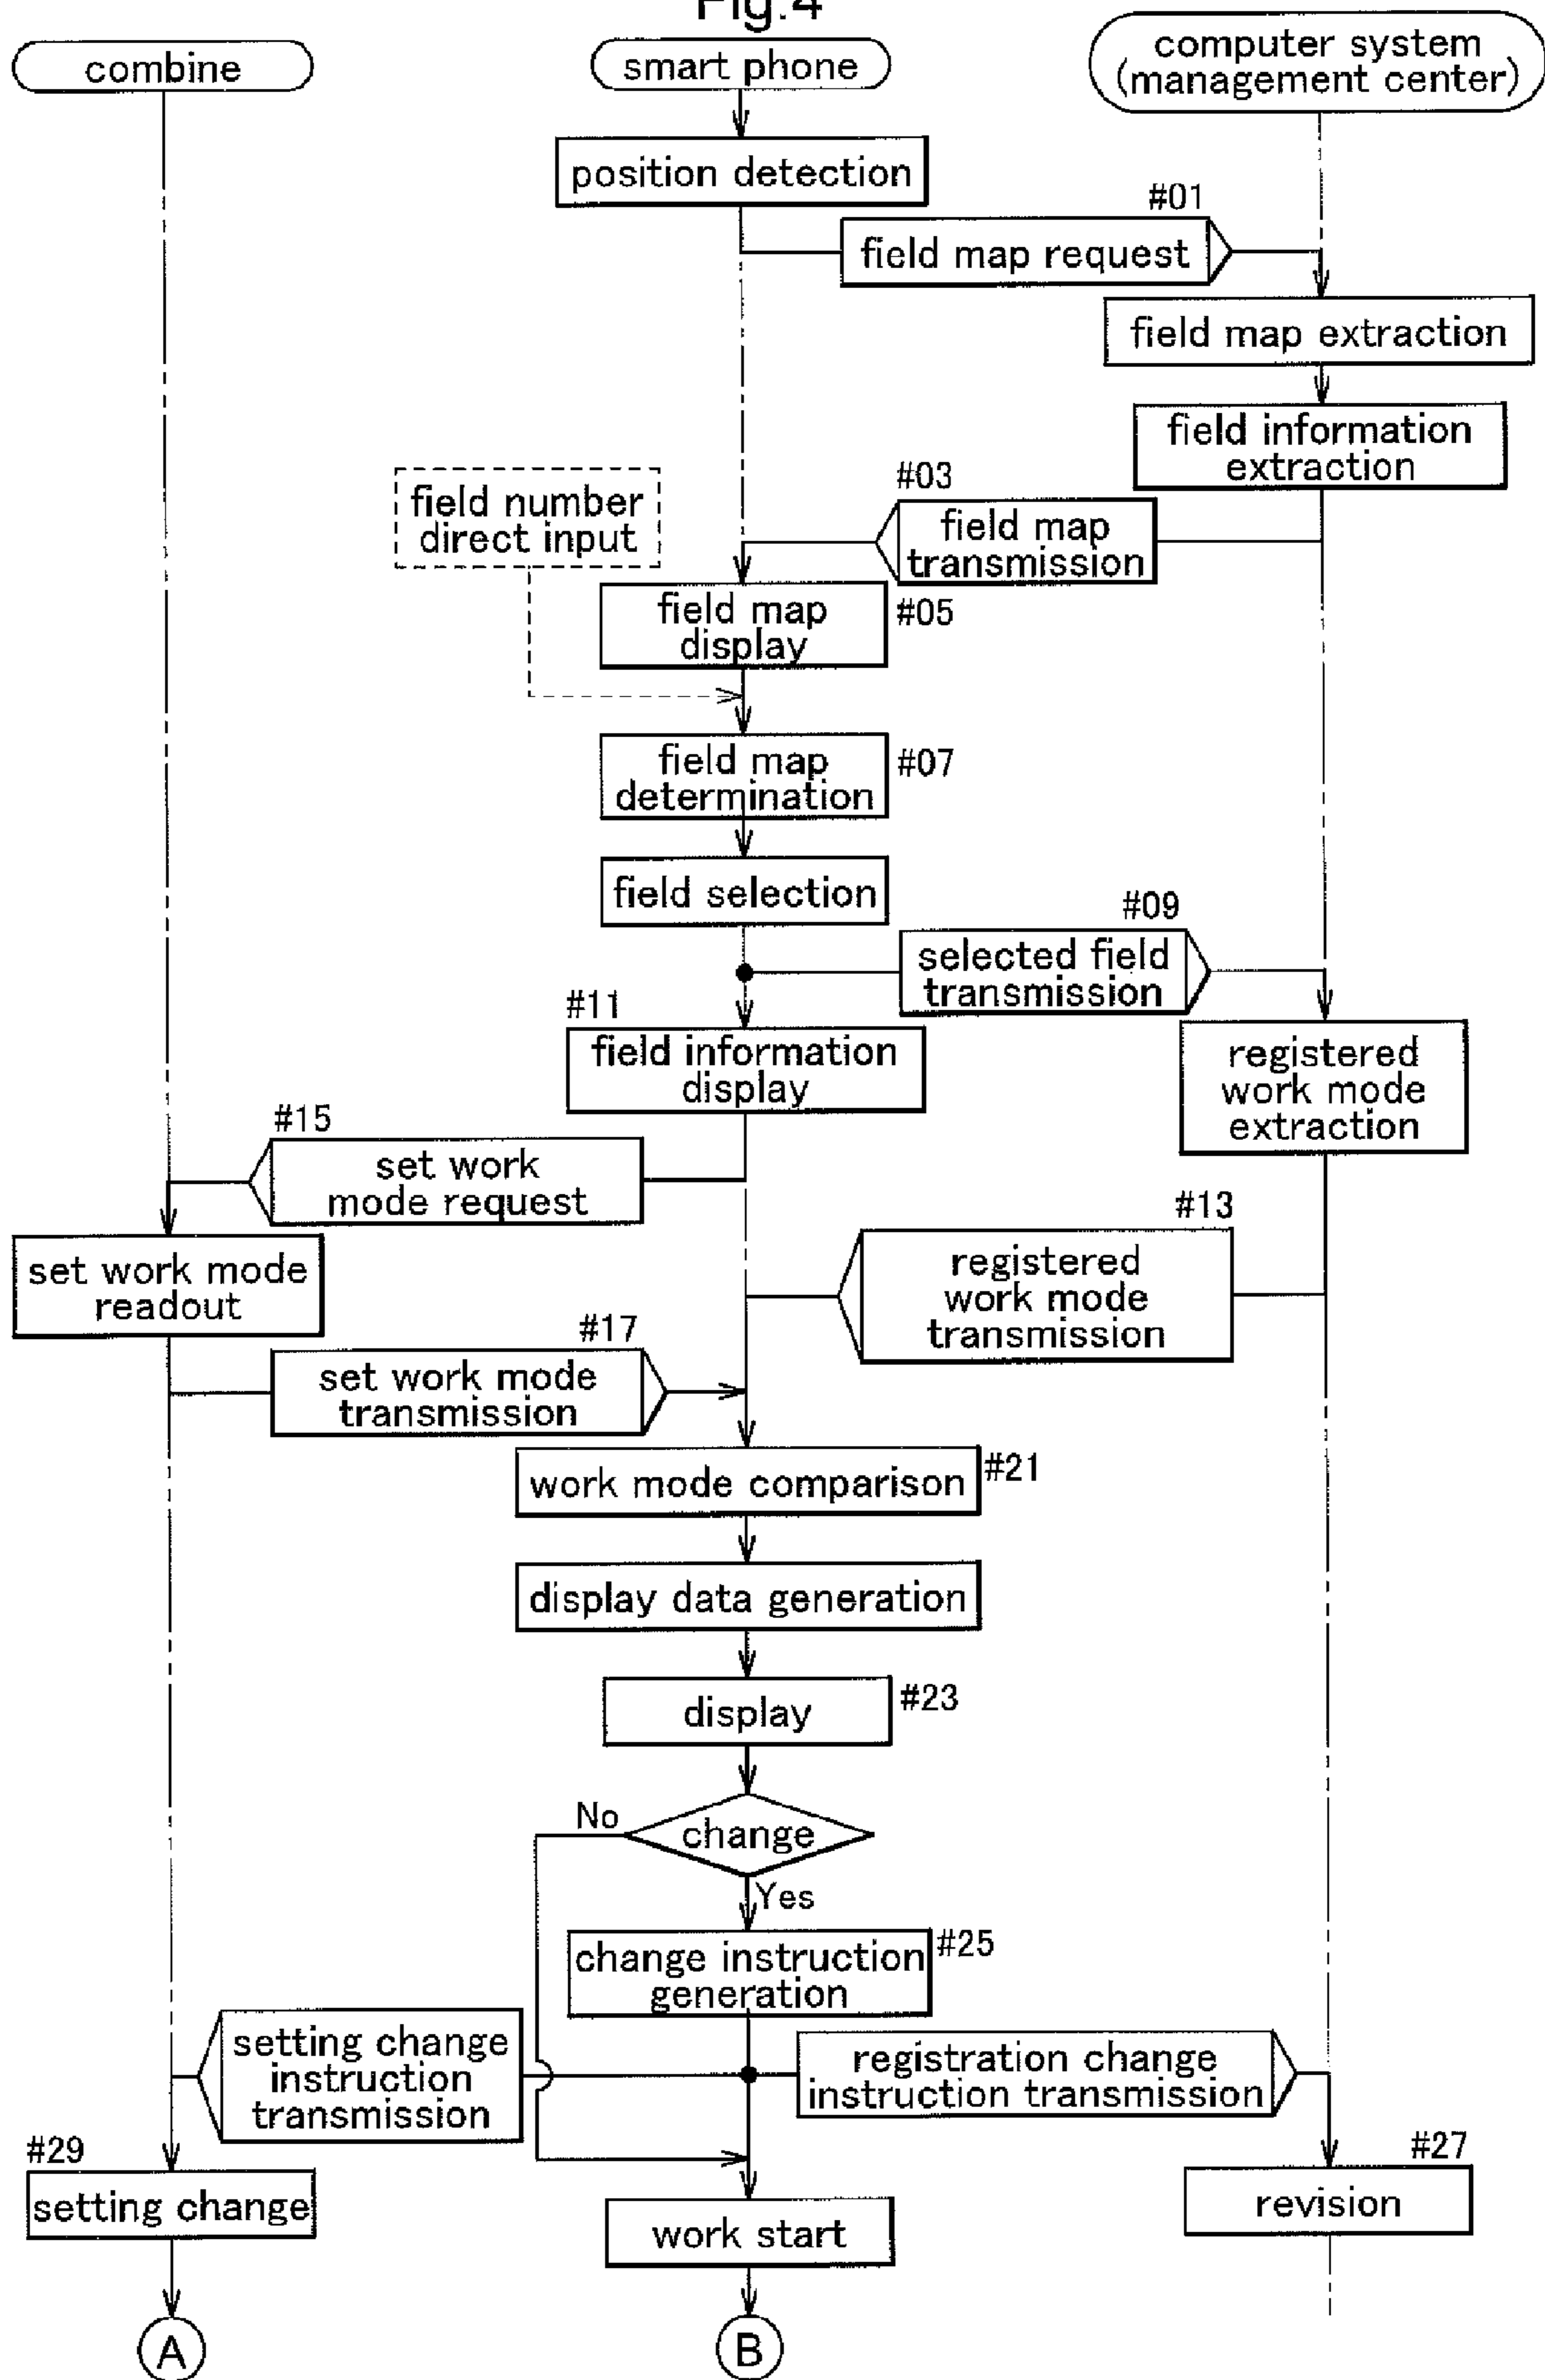 Fig.4
combine
smart phone
computer system
(management center)
position detection
#01
field map request
field map extraction
field information
extraction
#03
field map
transmission
field number
direct input
field map
display
#05
field map
determination
#07
field selection
#09
selected field
transmission
#11
field information
display
registered
work mode
extraction
#15
set work
mode request
#13
registered
work mode
transmission
set work mode
readout
#17
set work mode
transmission
work mode comparison
#21
display data generation
display
#23
No
change
Yes
change instruction
generation
#25
setting change
instruction
transmission
registration change
instruction transmission
#29
setting change
#27
revision
work start
A
B